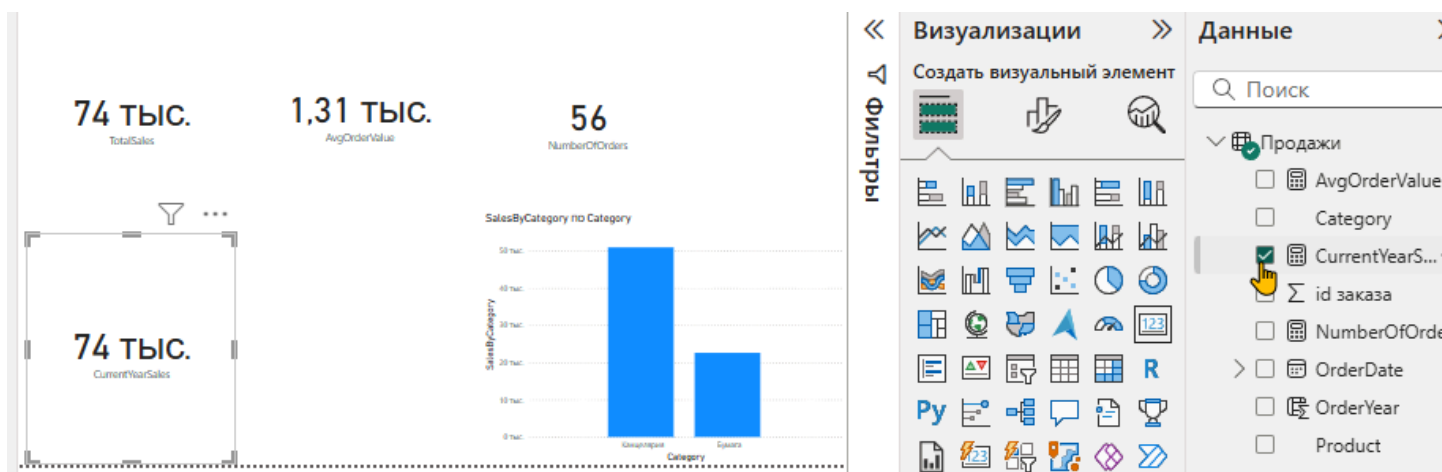 74 тыс.
TotalSales
1,31 тыс.
AvgOrderValue
56
NumberOfOrders
74 тыс.
CurrentYearSales
SalesByCategory по Category
50 тыс.
40 тыс.
30 тыс.
20 тыс.
10 тыс.
0 тыс.
SalesByCategory
Канцелярия
Бумага
Category
Фильтры
Визуализации
Создать визуальный элемент
123
R
Py
123
Данные
Поиск
Продажи
AvgOrderValue
Category
CurrentYearS...
id заказа
NumberOfOrde
OrderDate
OrderYear
Product